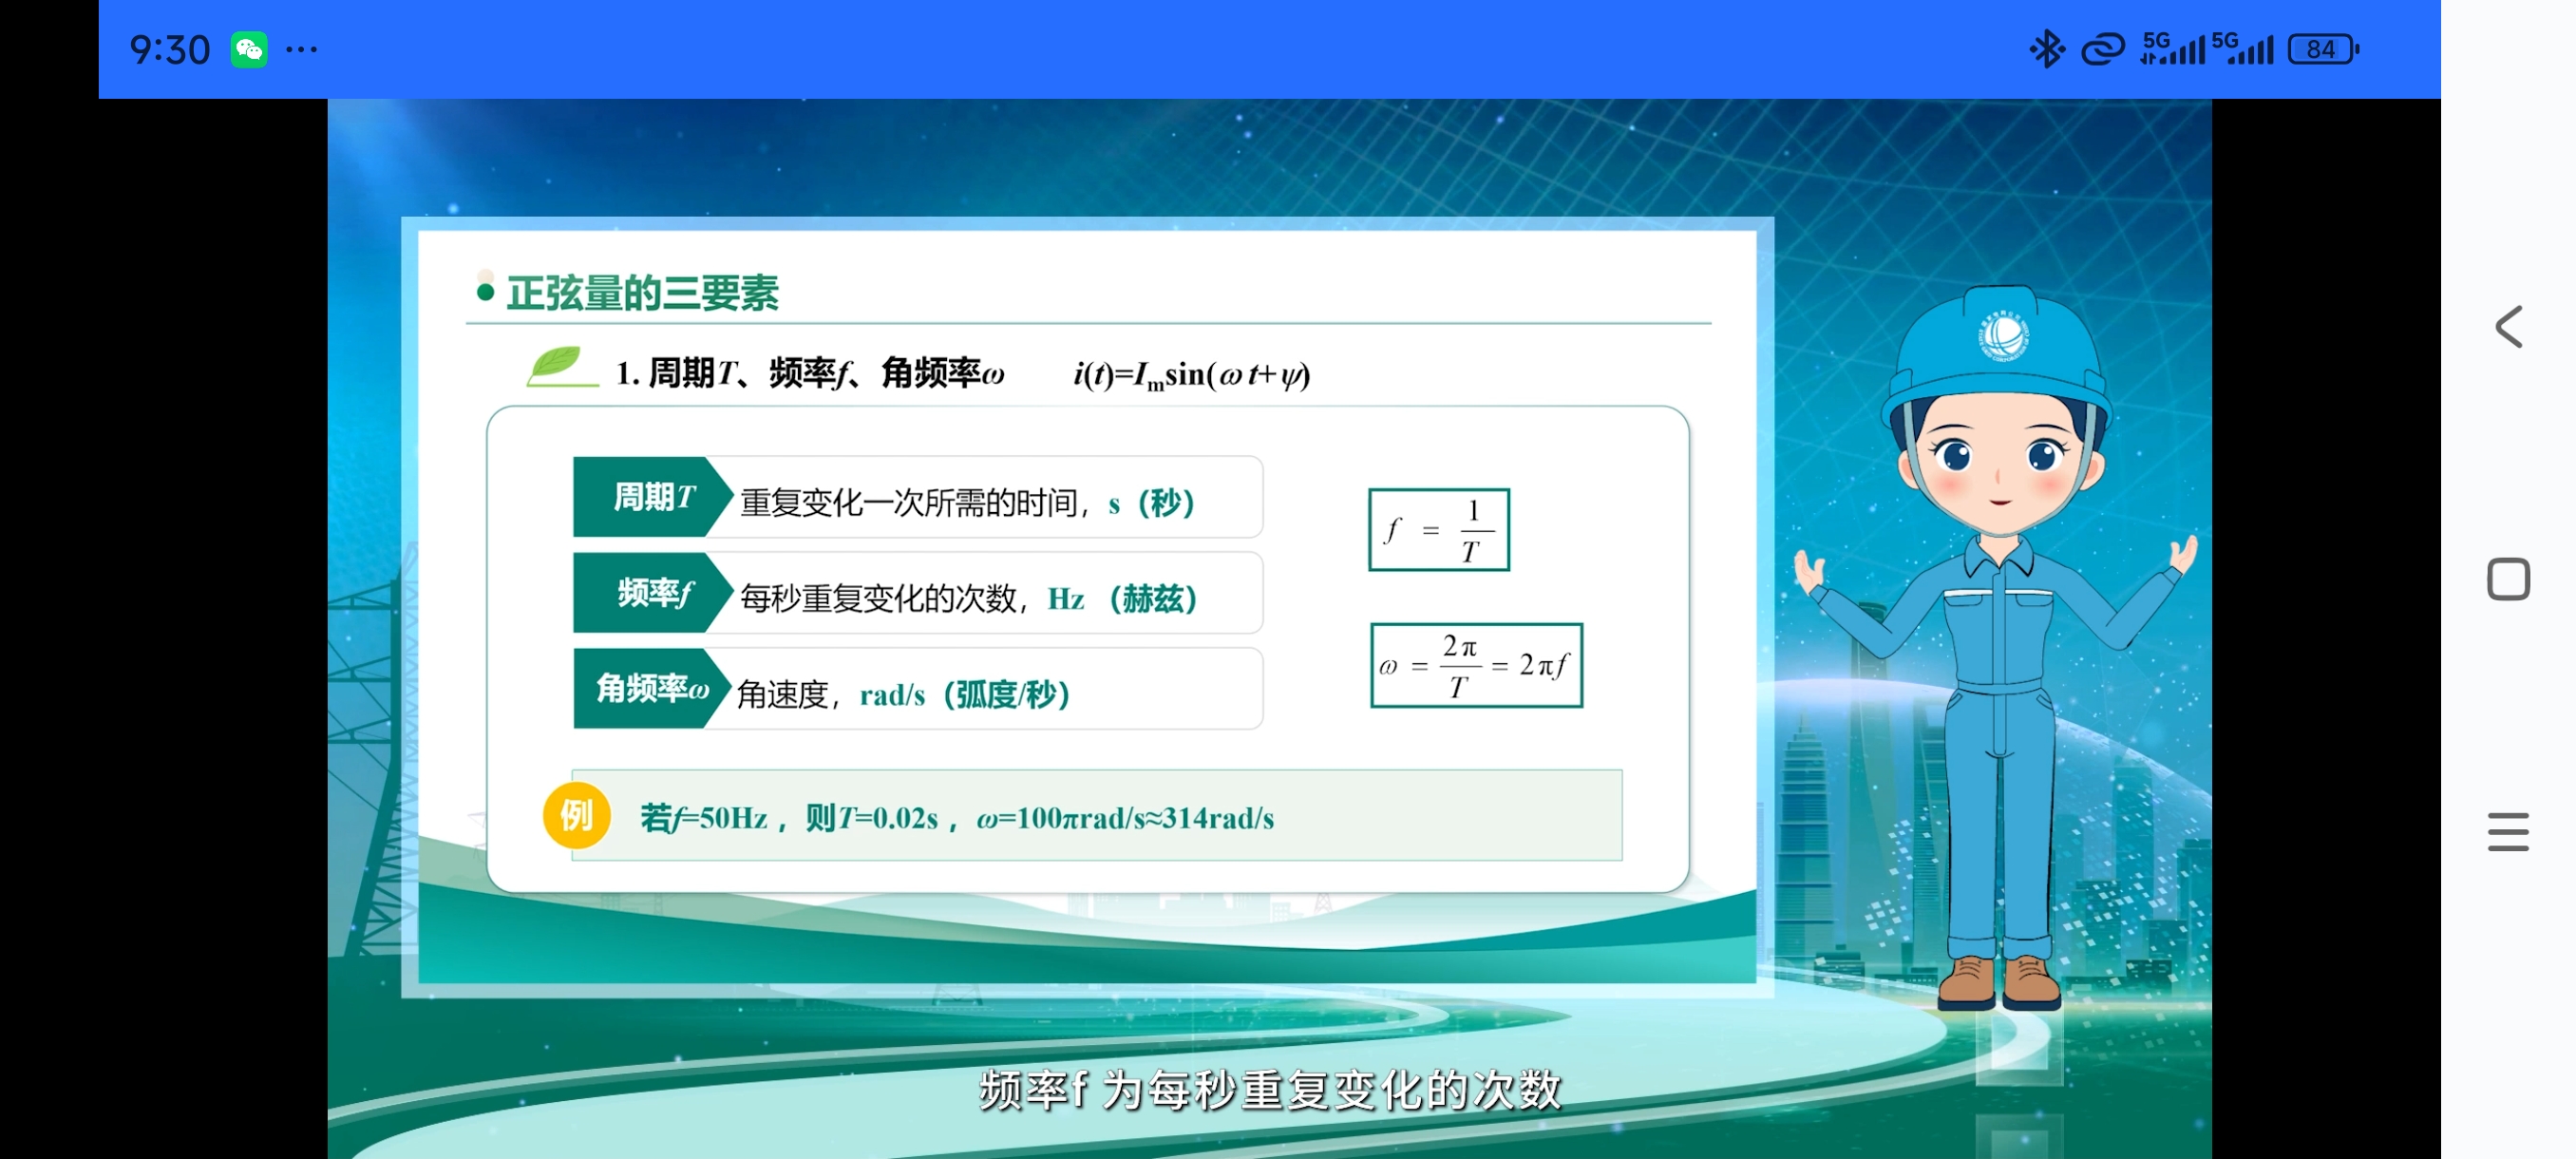 9:30 ···
5G 5G 84
正弦量的三要素
1. 周期T、频率f、角频率ω i(t)=Iₘsin(ωt+ψ)
周期T 重复变化一次所需的时间，s（秒）
f = 1/T
频率f 每秒重复变化的次数，Hz （赫兹）
ω = 2π/T = 2πf
角频率ω 角速度，rad/s（弧度/秒）
例 若f=50Hz ，则T=0.02s ，ω=100πrad/s≈314rad/s
频率f 为每秒重复变化的次数